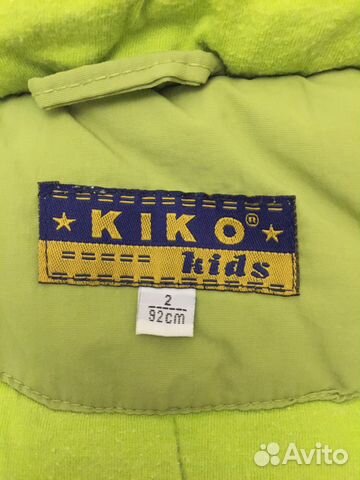 ★ KIKO ® ★
kids
2
92cm
Avito